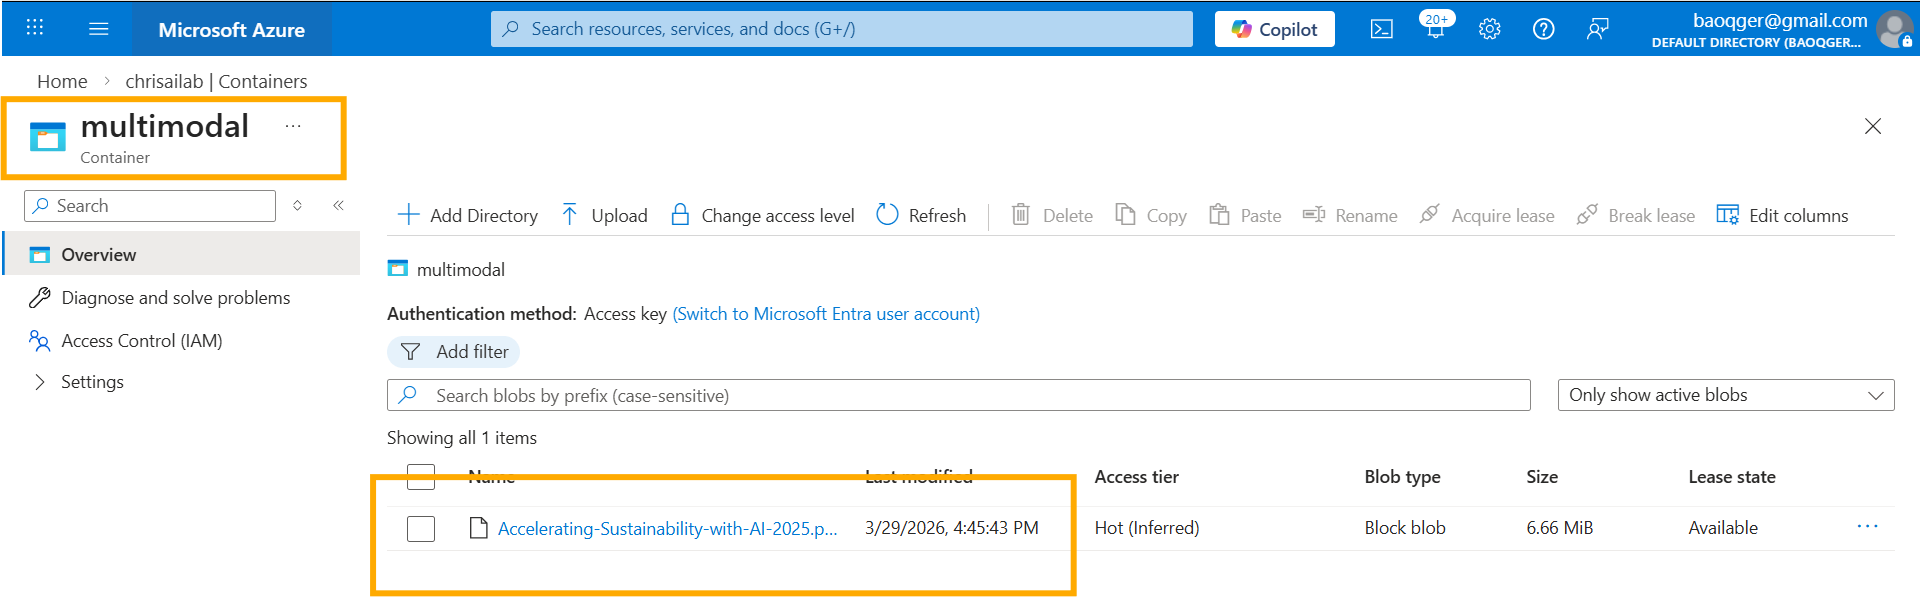 Microsoft Azure
Search resources, services, and docs (G+/)
Copilot
20+
baoqger@gmail.com
DEFAULT DIRECTORY (BAOQGER...
Home > chrisailab | Containers
multimodal ...
Container
Search
Add Directory Upload Change access level Refresh Delete Copy Paste Rename Acquire lease Break lease Edit columns
Overview
Diagnose and solve problems
Access Control (IAM)
Settings
multimodal
Authentication method: Access key (Switch to Microsoft Entra user account)
Add filter
Search blobs by prefix (case-sensitive)
Only show active blobs
Showing all 1 items
Name Last modified Access tier Blob type Size Lease state
Accelerating-Sustainability-with-AI-2025.p... 3/29/2026, 4:45:43 PM Hot (Inferred) Block blob 6.66 MiB Available ...